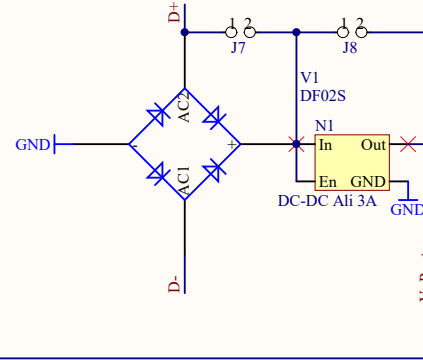 D+
1 2
J7
1 2
J8
V1
DF02S
AC2
N1
GND
-
+
In
Out
AC1
En
GND
DC-DC Ali 3A
GND
D-